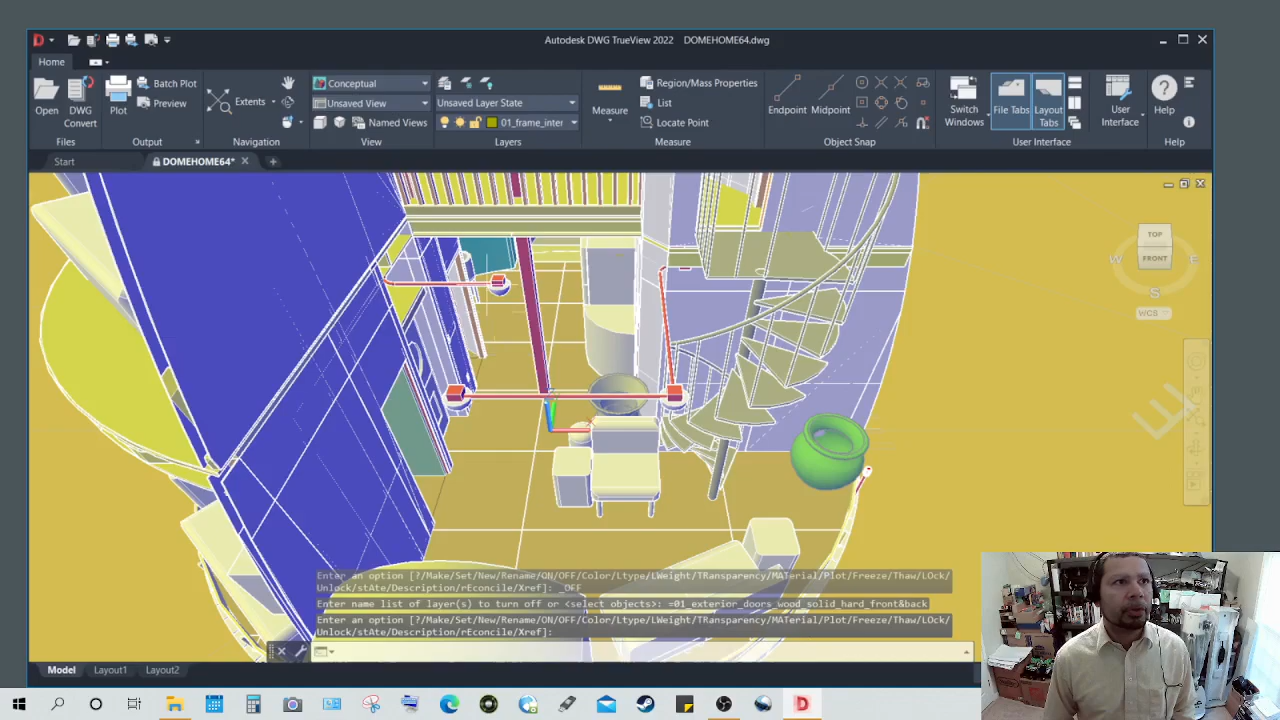 Autodesk DWG TrueView 2022 DOMEHOME64.dwg
Home
Open
DWG
Convert
Files
Plot
Batch Plot
Preview
Output
Extents
Navigation
Conceptual
Unsaved View
Named Views
View
Unsaved Layer State
01_frame_inter
Layers
Measure
Region/Mass Properties
List
Locate Point
Measure
Endpoint
Midpoint
Object Snap
Switch
Windows
File Tabs
Layout
Tabs
User
Interface
User Interface
Help
Help
Start
DOMEHOME64*
TOP
FRONT
W
E
S
WCS
E
Enter an option [?/Make/Set/New/Rename/ON/OFF/Color/Ltype/LWeight/TRansparency/MATerial/Plot/Freeze/Thaw/LOck/
Unlock/stAte/Description/rEconcile/Xref]: _OFF
Enter name list of layer(s) to turn off or <select objects>: =01_exterior_doors_wood_solid_hard_front&back
Enter an option [?/Make/Set/New/Rename/ON/OFF/Color/Ltype/LWeight/TRansparency/MATerial/Plot/Freeze/Thaw/LOck/
Unlock/stAte/Description/rEconcile/Xref]:
Model
Layout1
Layout2